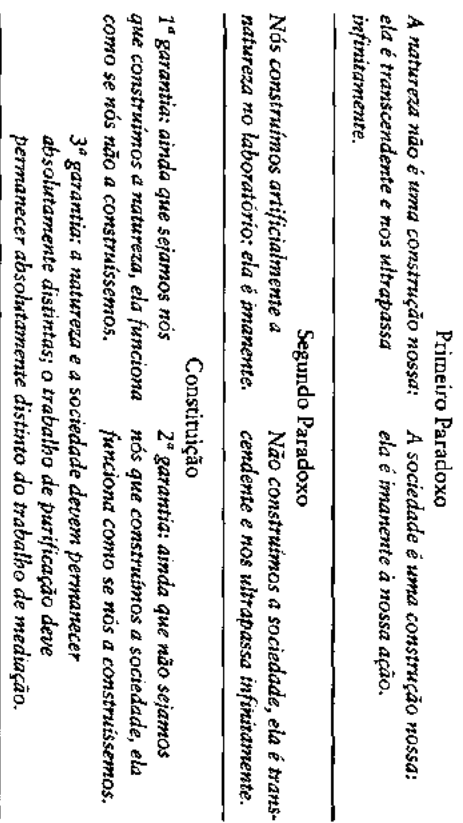 Primeiro Paradoxo
A natureza não é uma construção nossa:
ela é transcendente e nos ultrapassa
infinitamente.
A sociedade é uma construção nossa:
ela é imanente à nossa ação.
Segundo Paradoxo
Nós construímos artificialmente a
natureza no laboratório: ela é imanente.
Não construímos a sociedade, ela é trans-
cendente e nos ultrapassa infinitamente.
Constituição
1ª garantia: ainda que sejamos nós
que construímos a natureza, ela funciona
como se nós não a construíssemos.
2ª garantia: ainda que não sejamos
nós que construímos a sociedade, ela
funciona como se nós a construíssemos.
3ª garantia: a natureza e a sociedade devem permanecer
absolutamente distintas; o trabalho de purificação deve
permanecer absolutamente distinto do trabalho de mediação.